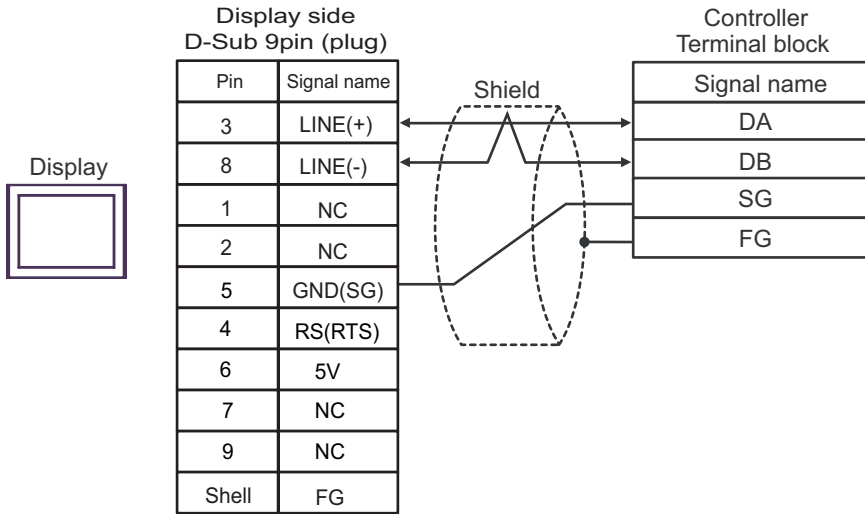 Display side
D-Sub 9pin (plug)
Controller
Terminal block
Display
Shield
Pin Signal name
3 LINE(+)
8 LINE(-)
1 NC
2 NC
5 GND(SG)
4 RS(RTS)
6 5V
7 NC
9 NC
Shell FG
Signal name
DA
DB
SG
FG